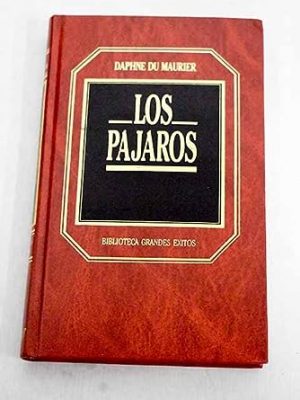 DAPHNE DU MAURIER
LOS
PAJAROS
BIBLIOTECA GRANDES EXITOS